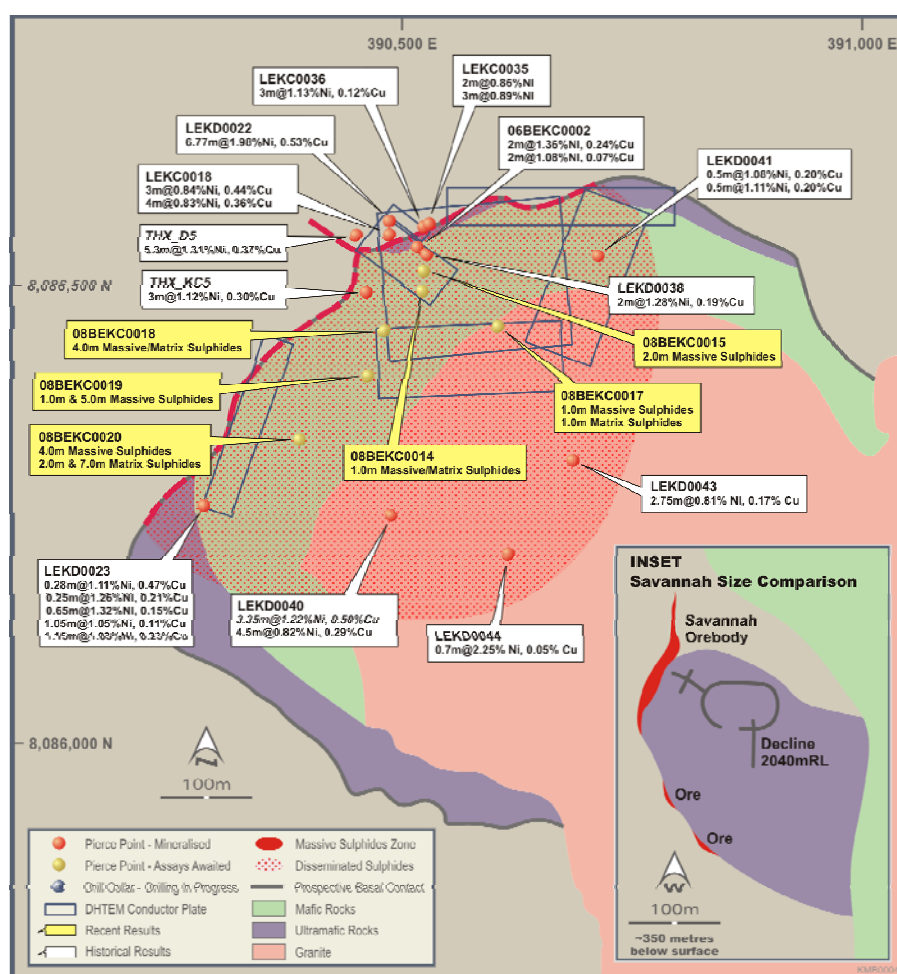 390,500 E
391,000 E
LEKC0036
3m@1.13%Ni, 0.12%Cu
LEKC0035
2m@0.86%NI
3m@0.89%NI
LEKD0022
6.77m@1.90%Ni, 0.53%Cu
06BEKC0002
2m@1.36%NI, 0.24%Cu
2m@1.08%NI, 0.07%Cu
LEKD0041
0.5m@1.08%Ni, 0.20%Cu
0.5m@1.11%Ni, 0.20%Cu
LEKC0018
3m@0.84%Ni, 0.44%Cu
4m@0.83%Ni, 0.36%Cu
THX_D5
5.3m@1.31%Ni, 0.37%Cu
THX_KC5
3m@1.12%Ni, 0.30%Cu
8,086,500 N
LEKD0038
2m@1.28%Ni, 0.19%Cu
08BEKC0018
4.0m Massive/Matrix Sulphides
08BEKC0015
2.0m Massive Sulphides
08BEKC0019
1.0m & 5.0m Massive Sulphides
08BEKC0017
1.0m Massive Sulphides
1.0m Matrix Sulphides
08BEKC0020
4.0m Massive Sulphides
2.0m & 7.0m Matrix Sulphides
08BEKC0014
1.0m Massive/Matrix Sulphides
LEKD0043
2.75m@0.81% Ni, 0.17% Cu
LEKD0023
0.28m@1.11%Ni, 0.47%Cu
0.25m@1.26%Ni, 0.21%Cu
0.65m@1.32%Ni, 0.15%Cu
1.05m@1.05%Ni, 0.11%Cu
LEKD0040
3.35m@1.22%Ni, 0.50%Cu
4.5m@0.82%Ni, 0.29%Cu
LEKD0044
0.7m@2.25% Ni, 0.05% Cu
INSET
Savannah Size Comparison
Savannah
Orebody
Decline
2040mRL
Ore
Ore
8,086,000 N
N
100m
N
100m
~350 metres
below surface
Pierce Point - Mineralised
Pierce Point - Assays Awaited
Drill Collar - Drilling In Progress
DHTEM Conductor Plate
Recent Results
Historical Results
Massive Sulphides Zone
Disseminated Sulphides
Prospective Basal Contact
Mafic Rocks
Ultramafic Rocks
Granite